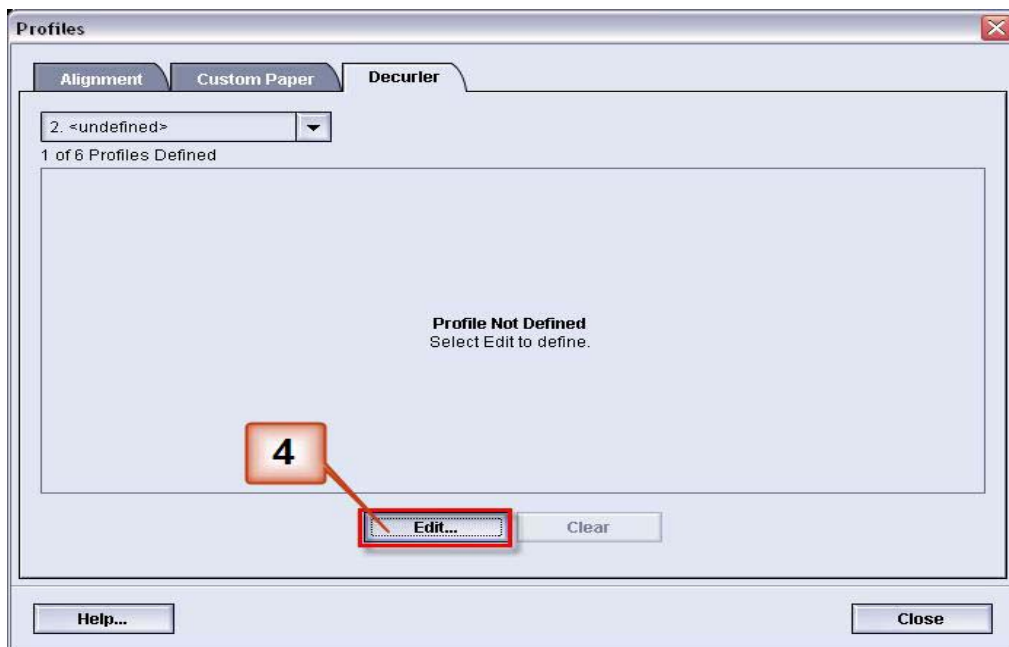 Profiles
Alignment
Custom Paper
Decurler
2. <undefined>
1 of 6 Profiles Defined
Profile Not Defined
Select Edit to define.
4
Edit...
Clear
Help...
Close